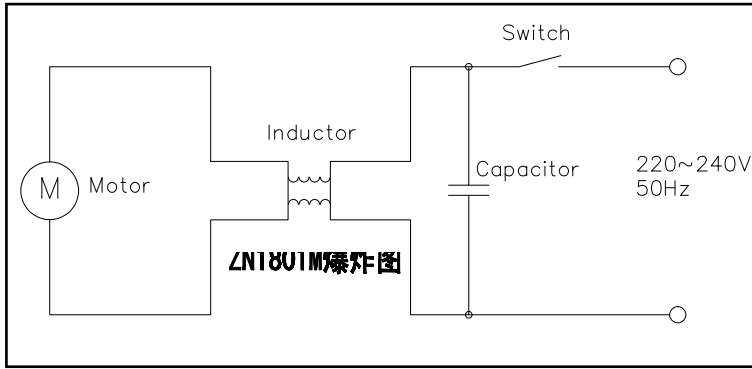 Switch
Inductor
M
Motor
Capacitor
220~240V
50Hz
ZN1801M爆炸图